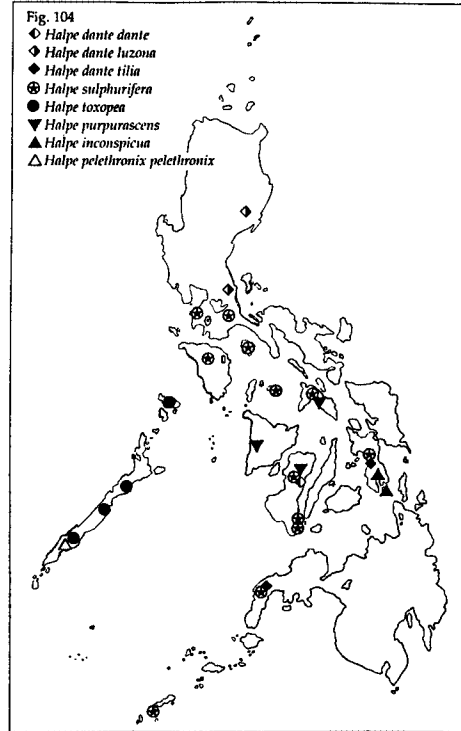 Fig. 104
Halpe dante dante
Halpe dante luzona
Halpe dante tilia
Halpe sulphurifera
Halpe toxopea
Halpe purpurascens
Halpe inconspicua
Halpe pelethronix pelethronix